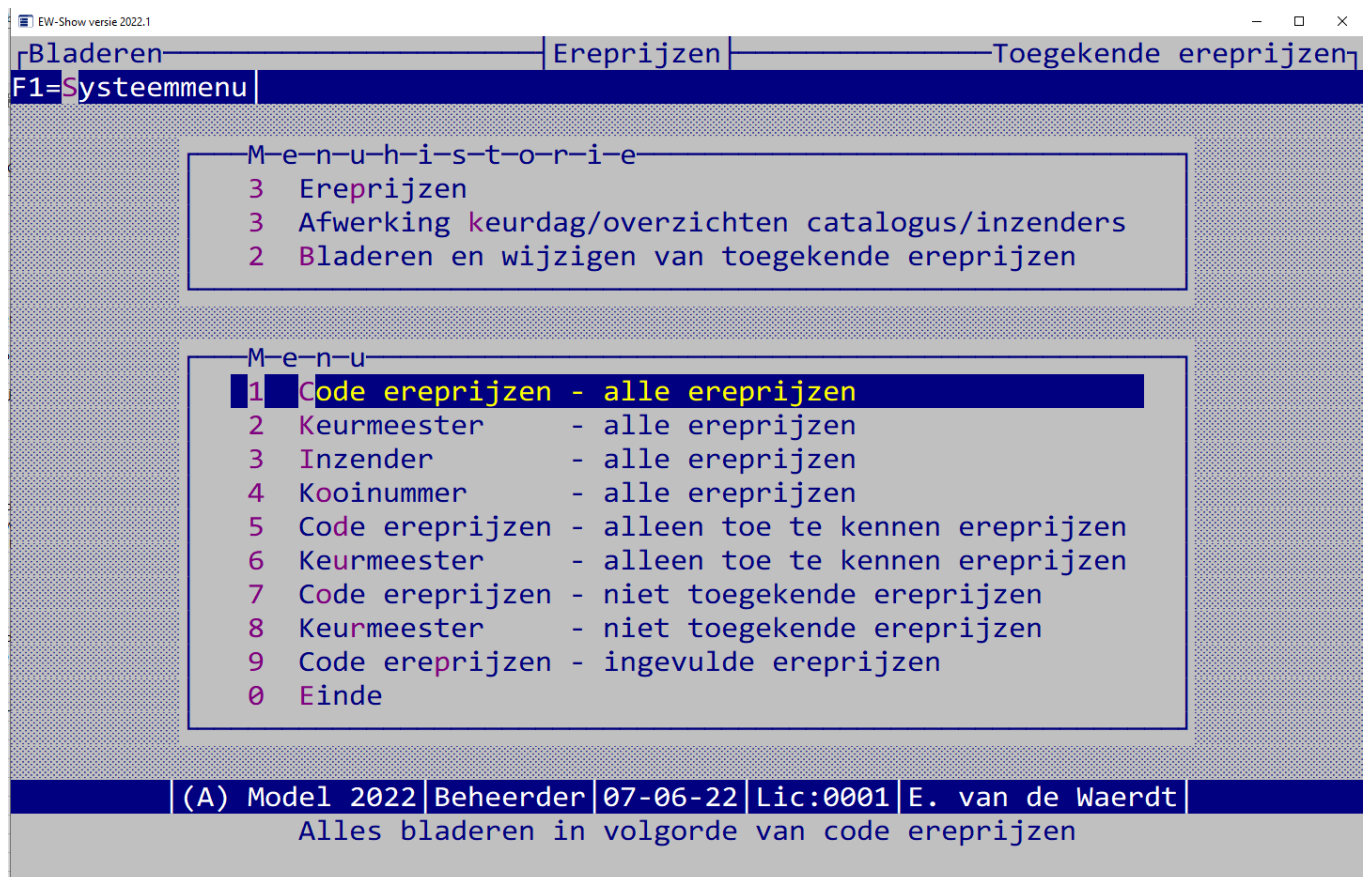 EW-Show versie 2022.1
Bladeren Ereprijzen Toegekende ereprijzen
F1=Systeemmenu
Menuhistorie
3 Ereprijzen
3 Afwerking keurdag/overzichten catalogus/inzenders
2 Bladeren en wijzigen van toegekende ereprijzen
Menu
1 Code ereprijzen - alle ereprijzen
2 Keurmeester - alle ereprijzen
3 Inzender - alle ereprijzen
4 Kooinummer - alle ereprijzen
5 Code ereprijzen - alleen toe te kennen ereprijzen
6 Keurmeester - alleen toe te kennen ereprijzen
7 Code ereprijzen - niet toegekende ereprijzen
8 Keurmeester - niet toegekende ereprijzen
9 Code ereprijzen - ingevulde ereprijzen
0 Einde
(A) Model 2022|Beheerder|07-06-22|Lic:0001|E. van de Waerdt|
Alles bladeren in volgorde van code ereprijzen